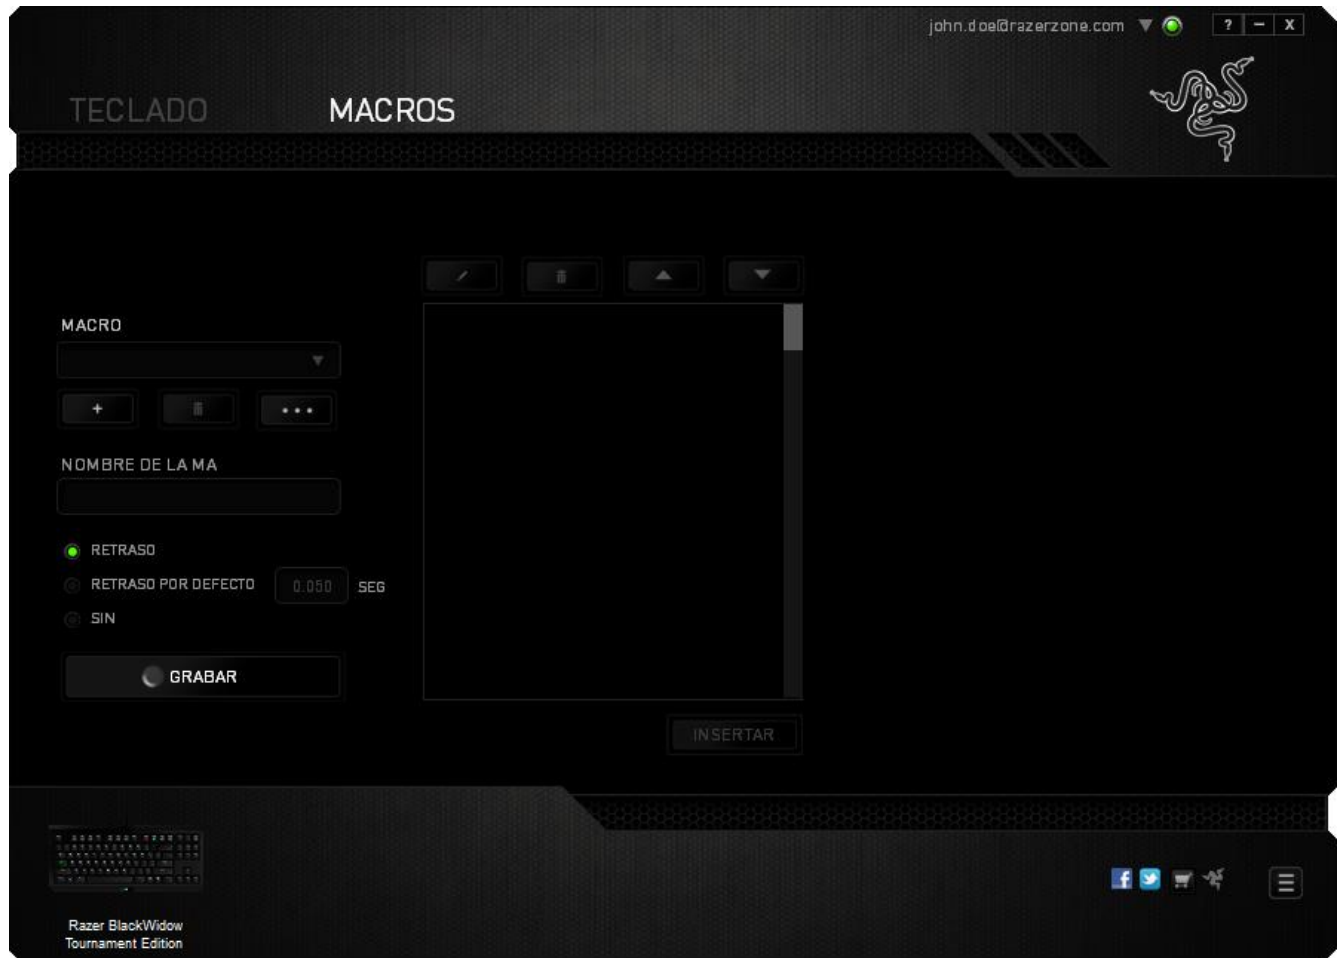 john.doe@razerzone.com
? – X
TECLADO
MACROS
MACRO
+
•••
NOMBRE DE LA MA
RETRASO
RETRASO POR DEFECTO 0.050 SEG
SIN
GRABAR
INSERTAR
Razer BlackWidow
Tournament Edition